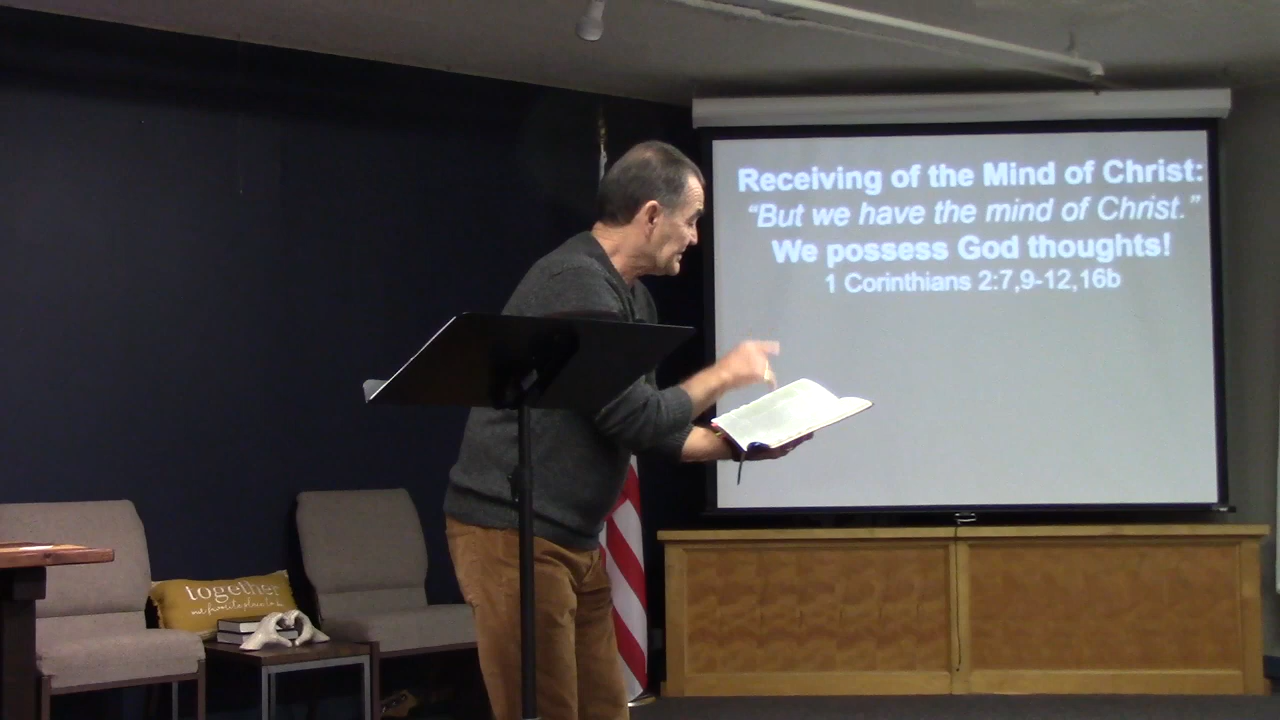 Receiving of the Mind of Christ:
“But we have the mind of Christ.”
We possess God thoughts!
1 Corinthians 2:7,9-12,16b
together